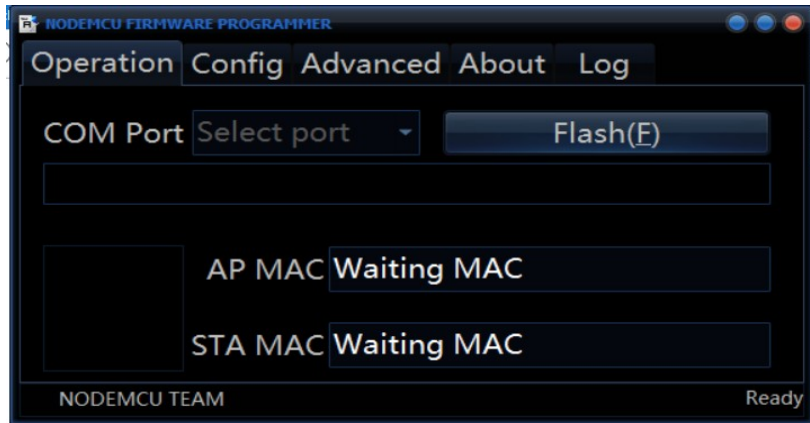 NODEMCU FIRMWARE PROGRAMMER
Operation Config Advanced About Log
COM Port Select port Flash(F)
AP MAC Waiting MAC
STA MAC Waiting MAC
NODEMCU TEAM Ready